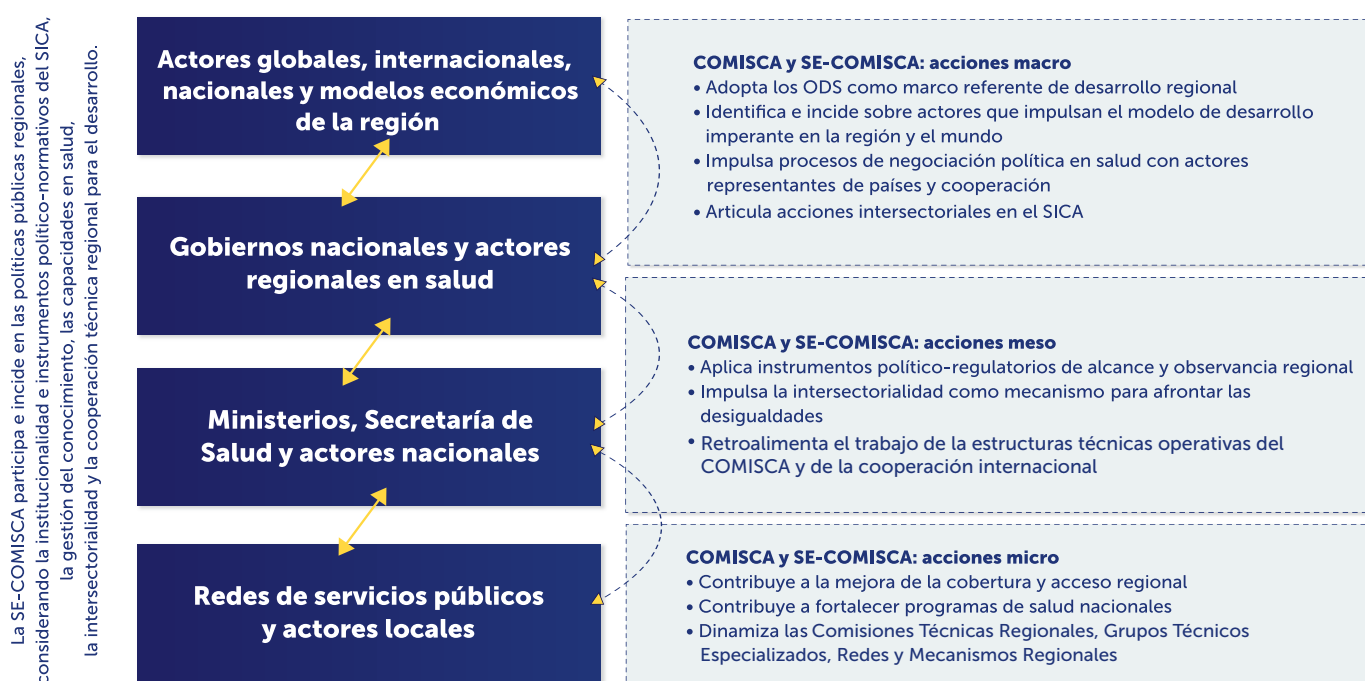 La SE-COMISCA participa e incide en las políticas públicas regionales,
considerando la institucionalidad e instrumentos político-normativos del SICA,
la gestión del conocimiento, las capacidades en salud,
la intersectorialidad y la cooperación técnica regional para el desarrollo.
Actores globales, internacionales,
nacionales y modelos económicos
de la región
COMISCA y SE-COMISCA: acciones macro
• Adopta los ODS como marco referente de desarrollo regional
• Identifica e incide sobre actores que impulsan el modelo de desarrollo
imperante en la región y el mundo
• Impulsa procesos de negociación política en salud con actores
representantes de países y cooperación
• Articula acciones intersectoriales en el SICA
Gobiernos nacionales y actores
regionales en salud
COMISCA y SE-COMISCA: acciones meso
• Aplica instrumentos político-regulatorios de alcance y observancia regional
• Impulsa la intersectorialidad como mecanismo para afrontar las
desigualdades
• Retroalimenta el trabajo de la estructuras técnicas operativas del
COMISCA y de la cooperación internacional
Ministerios, Secretaría de
Salud y actores nacionales
COMISCA y SE-COMISCA: acciones micro
• Contribuye a la mejora de la cobertura y acceso regional
• Contribuye a fortalecer programas de salud nacionales
• Dinamiza las Comisiones Técnicas Regionales, Grupos Técnicos
Especializados, Redes y Mecanismos Regionales
Redes de servicios públicos
y actores locales